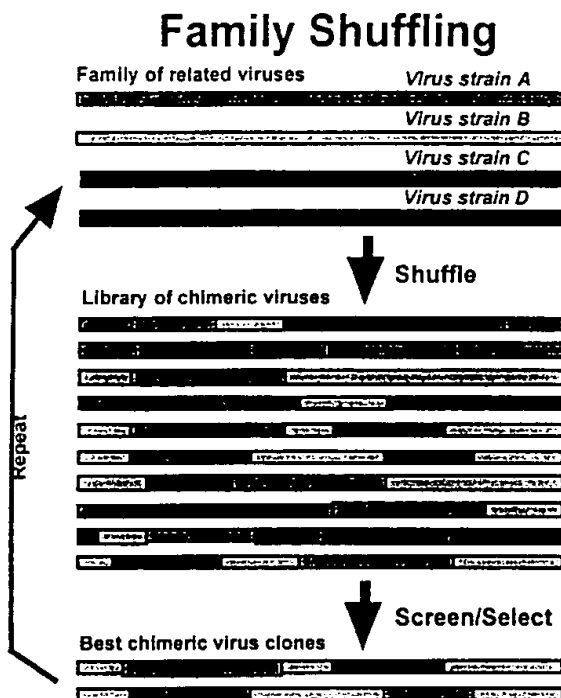 Family Shuffling
Family of related viruses
Virus strain A
Virus strain B
Virus strain C
Virus strain D
Shuffle
Library of chimeric viruses
Repeat
Screen/Select
Best chimeric virus clones